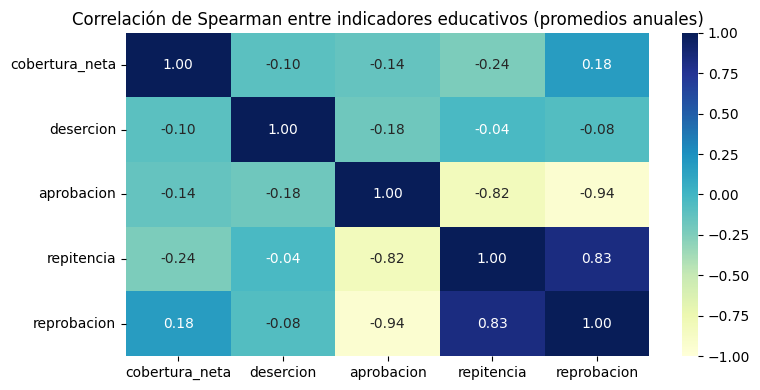 Correlación de Spearman entre indicadores educativos (promedios anuales)
cobertura_neta 1.00 -0.10 -0.14 -0.24 0.18
desercion -0.10 1.00 -0.18 -0.04 -0.08
aprobacion -0.14 -0.18 1.00 -0.82 -0.94
repitencia -0.24 -0.04 -0.82 1.00 0.83
reprobacion 0.18 -0.08 -0.94 0.83 1.00
cobertura_neta desercion aprobacion repitencia reprobacion
1.00
0.75
0.50
0.25
0.00
−0.25
−0.50
−0.75
−1.00